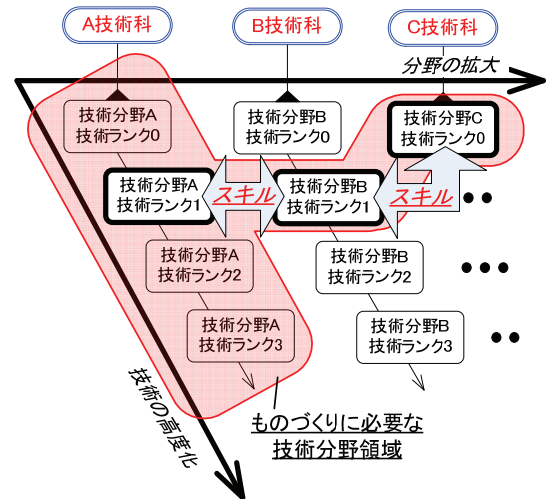 A技術科
B技術科
C技術科
分野の拡大
技術分野A
技術ランク0
技術分野B
技術ランク0
技術分野C
技術ランク0
技術分野A
技術ランク1
スキル
技術分野B
技術ランク1
スキル
技術分野A
技術ランク2
技術分野B
技術ランク2
技術分野A
技術ランク3
技術分野B
技術ランク3
技術の高度化
ものづくりに必要な
技術分野領域